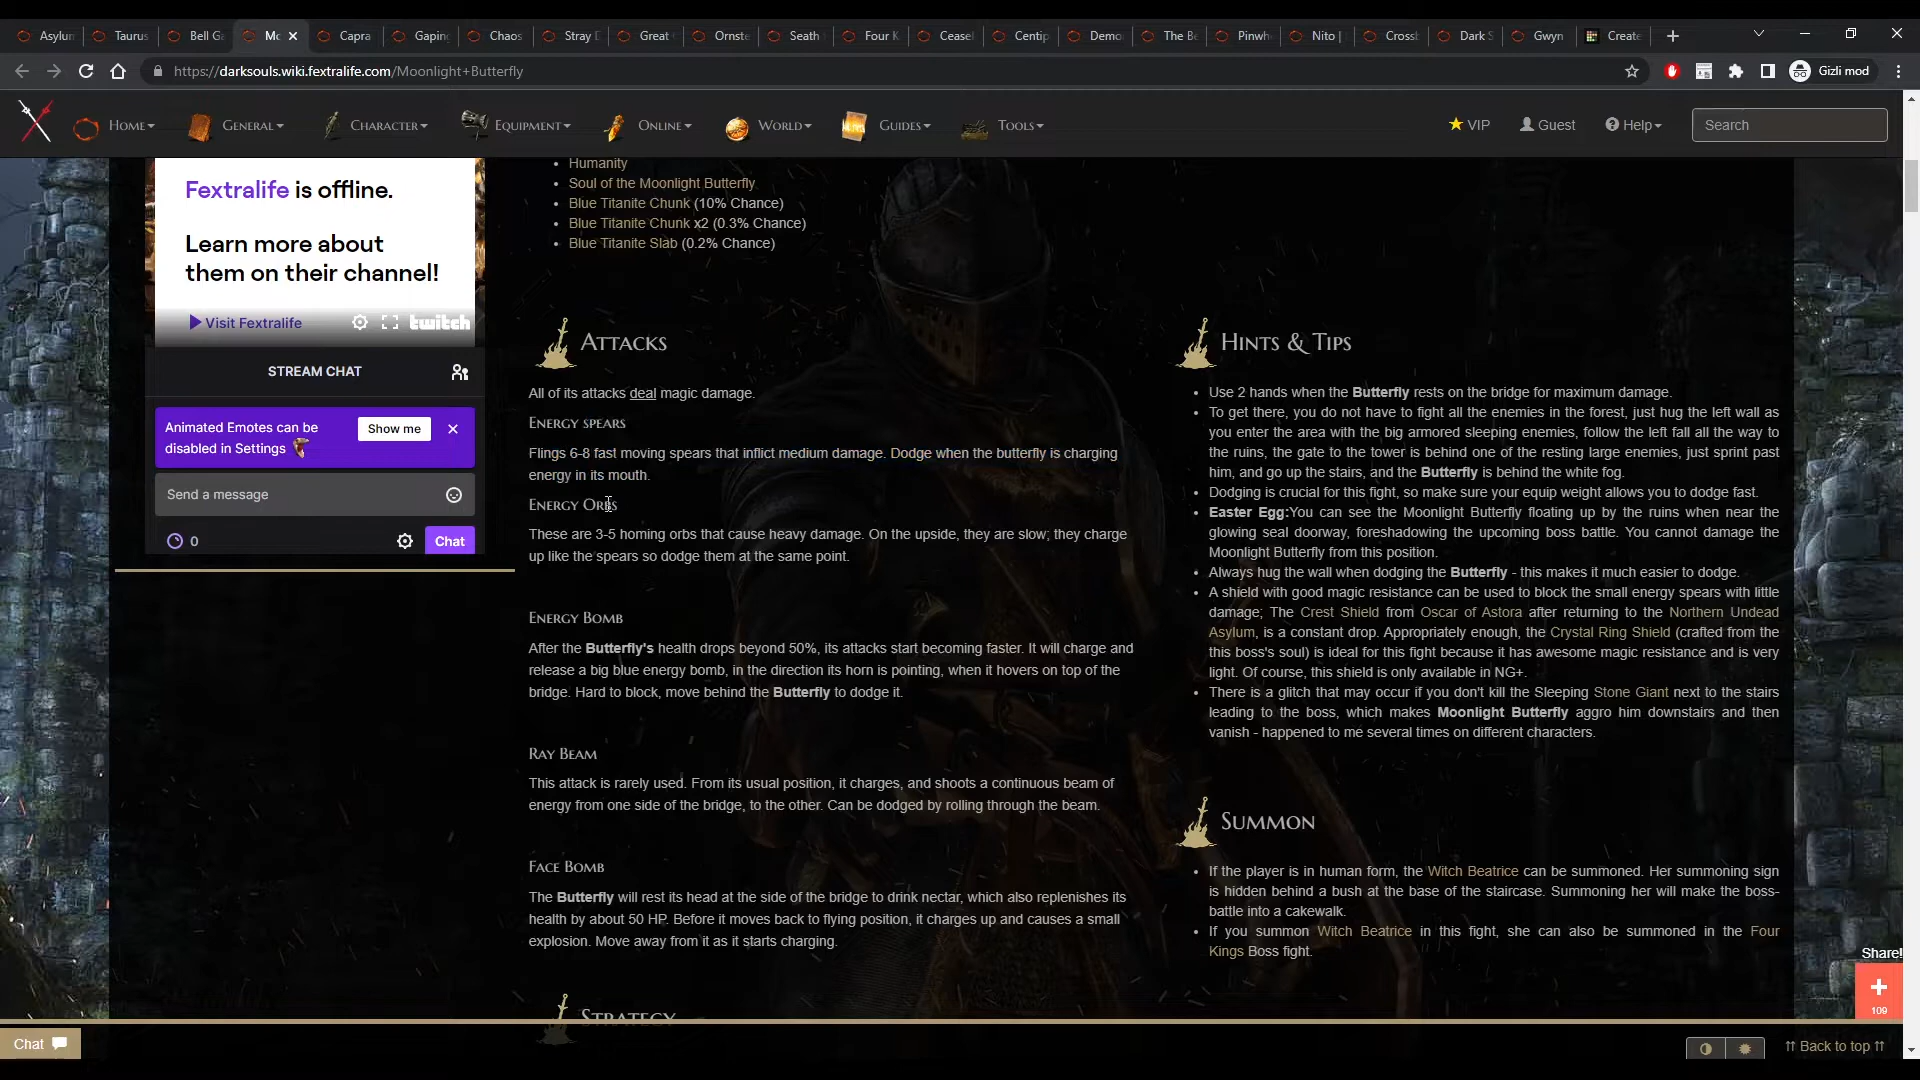 Asylum
Taurus
Bell Ga
Mo
Capra
Gaping
Chaos
Stray D
Great
Ornste
Seath
Four K
Ceasel
Centip
Demo
The Be
Pinwh
Nito |
Crossb
Dark S
Gwyn
Create
https://darksouls.wiki.fextralife.com/Moonlight+Butterfly
Gizli mod
Home
General
Character
Equipment
Online
World
Guides
Tools
VIP
Guest
Help
Search
Fextralife is offline.
Learn more about
them on their channel!
Visit Fextralife
twitch
STREAM CHAT
Animated Emotes can be
disabled in Settings
Show me
Send a message
0
Chat
Humanity
Soul of the Moonlight Butterfly
Blue Titanite Chunk (10% Chance)
Blue Titanite Chunk x2 (0.3% Chance)
Blue Titanite Slab (0.2% Chance)
Attacks
All of its attacks deal magic damage.
Energy spears
Flings 6-8 fast moving spears that inflict medium damage. Dodge when the butterfly is charging
energy in its mouth.
Energy Orbs
These are 3-5 homing orbs that cause heavy damage. On the upside, they are slow; they charge
up like the spears so dodge them at the same point.
Energy Bomb
After the Butterfly's health drops beyond 50%, its attacks start becoming faster. It will charge and
release a big blue energy bomb, in the direction its horn is pointing, when it hovers on top of the
bridge. Hard to block, move behind the Butterfly to dodge it.
Ray Beam
This attack is rarely used. From its usual position, it charges, and shoots a continuous beam of
energy from one side of the bridge, to the other. Can be dodged by rolling through the beam.
Face Bomb
The Butterfly will rest its head at the side of the bridge to drink nectar, which also replenishes its
health by about 50 HP. Before it moves back to flying position, it charges up and causes a small
explosion. Move away from it as it starts charging.
Strategy
Hints & Tips
Use 2 hands when the Butterfly rests on the bridge for maximum damage.
To get there, you do not have to fight all the enemies in the forest, just hug the left wall as
you enter the area with the big armored sleeping enemies, follow the left fall all the way to
the ruins, the gate to the tower is behind one of the resting large enemies, just sprint past
him, and go up the stairs, and the Butterfly is behind the white fog.
Dodging is crucial for this fight, so make sure your equip weight allows you to dodge fast.
Easter Egg:You can see the Moonlight Butterfly floating up by the ruins when near the
glowing seal doorway, foreshadowing the upcoming boss battle. You cannot damage the
Moonlight Butterfly from this position.
Always hug the wall when dodging the Butterfly - this makes it much easier to dodge.
A shield with good magic resistance can be used to block the small energy spears with little
damage; The Crest Shield from Oscar of Astora after returning to the Northern Undead
Asylum, is a constant drop. Appropriately enough, the Crystal Ring Shield (crafted from the
this boss's soul) is ideal for this fight because it has awesome magic resistance and is very
light. Of course, this shield is only available in NG+.
There is a glitch that may occur if you don't kill the Sleeping Stone Giant next to the stairs
leading to the boss, which makes Moonlight Butterfly aggro him downstairs and then
vanish - happened to me several times on different characters.
Summon
If the player is in human form, the Witch Beatrice can be summoned. Her summoning sign
is hidden behind a bush at the base of the staircase. Summoning her will make the boss-
battle into a cakewalk.
If you summon Witch Beatrice in this fight, she can also be summoned in the Four
Kings Boss fight.
Share!
109
Chat
Back to top